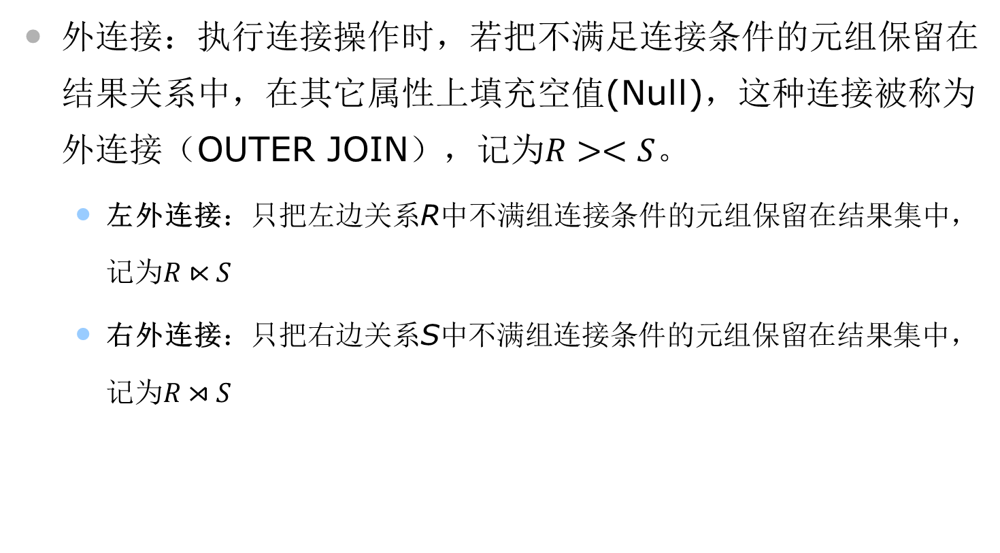 外连接：执行连接操作时，若把不满足连接条件的元组保留在
结果关系中，在其它属性上填充空值(Null)，这种连接被称为
外连接（OUTER JOIN），记为R >< S。
左外连接：只把左边关系R中不满组连接条件的元组保留在结果集中，
记为R ⋉ S
右外连接：只把右边关系S中不满组连接条件的元组保留在结果集中，
记为R ⋊ S